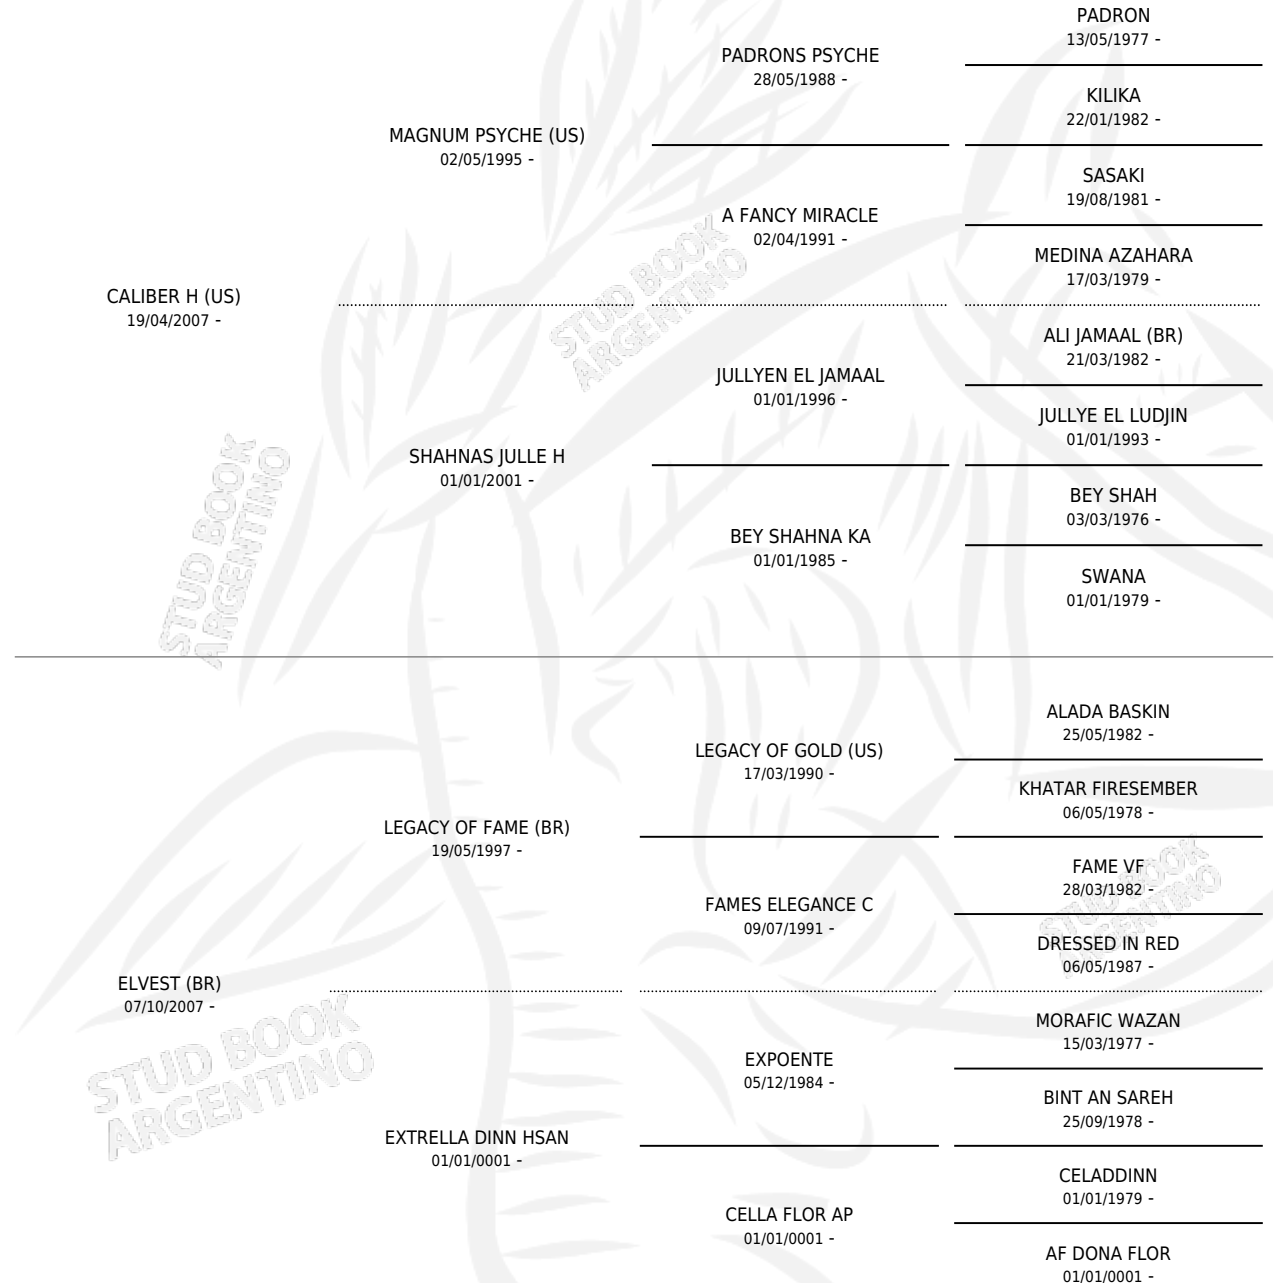 PADRON
13/05/1977 -
PADRONS PSYCHE
28/05/1988 -
KILIKA
22/01/1982 -
MAGNUM PSYCHE (US)
02/05/1995 -
SASAKI
19/08/1981 -
A FANCY MIRACLE
02/04/1991 -
MEDINA AZAHARA
17/03/1979 -
CALIBER H (US)
19/04/2007 -
STUD BOOK
ARGENTINO
ALI JAMAAL (BR)
21/03/1982 -
JULLYEN EL JAMAAL
01/01/1996 -
JULLYE EL LUDJIN
01/01/1993 -
SHAHNAS JULLE H
01/01/2001 -
BEY SHAH
03/03/1976 -
BEY SHAHNA KA
01/01/1985 -
SWANA
01/01/1979 -
STUD BOOK
ARGENTINO
ALADA BASKIN
25/05/1982 -
LEGACY OF GOLD (US)
17/03/1990 -
KHATAR FIRESEMBER
06/05/1978 -
LEGACY OF FAME (BR)
19/05/1997 -
FAME VF
28/03/1982 -
FAMES ELEGANCE C
09/07/1991 -
STUD BOOK
ARGENTINO
DRESSED IN RED
06/05/1987 -
ELVEST (BR)
07/10/2007 -
MORAFIC WAZAN
15/03/1977 -
EXPOENTE
05/12/1984 -
STUD BOOK
ARGENTINO
BINT AN SAREH
25/09/1978 -
EXTRELLA DINN HSAN
01/01/0001 -
CELADDINN
01/01/1979 -
CELLA FLOR AP
01/01/0001 -
AF DONA FLOR
01/01/0001 -